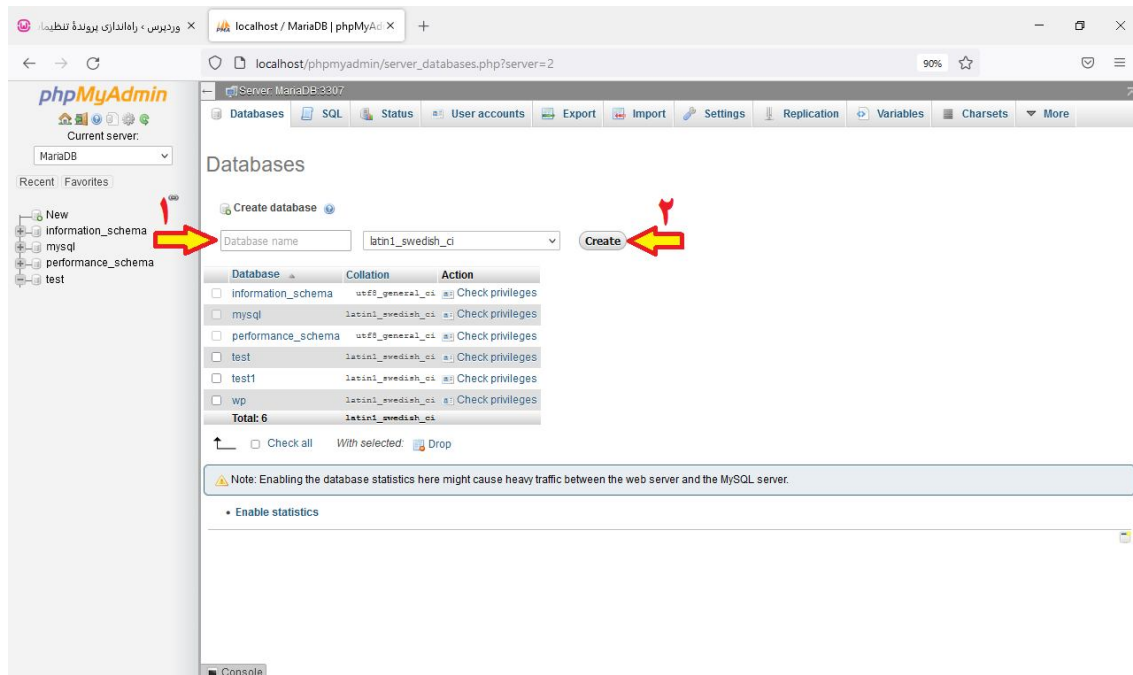 وردپرس › راه‌اندازی پروندهٔ تنظیما
localhost / MariaDB | phpMyAd
localhost/phpmyadmin/server_databases.php?server=2
90%
phpMyAdmin
Current server:
MariaDB
Recent Favorites
New
information_schema
mysql
performance_schema
test
Server: MariaDB:3307
Databases SQL Status User accounts Export Import Settings Replication Variables Charsets More
Databases
Create database
۱
۲
Database name latin1_swedish_ci Create
Database Collation Action
information_schema utf8_general_ci Check privileges
mysql latin1_swedish_ci Check privileges
performance_schema utf8_general_ci Check privileges
test latin1_swedish_ci Check privileges
test1 latin1_swedish_ci Check privileges
wp latin1_swedish_ci Check privileges
Total: 6 latin1_swedish_ci
Check all With selected: Drop
Note: Enabling the database statistics here might cause heavy traffic between the web server and the MySQL server.
• Enable statistics
Console